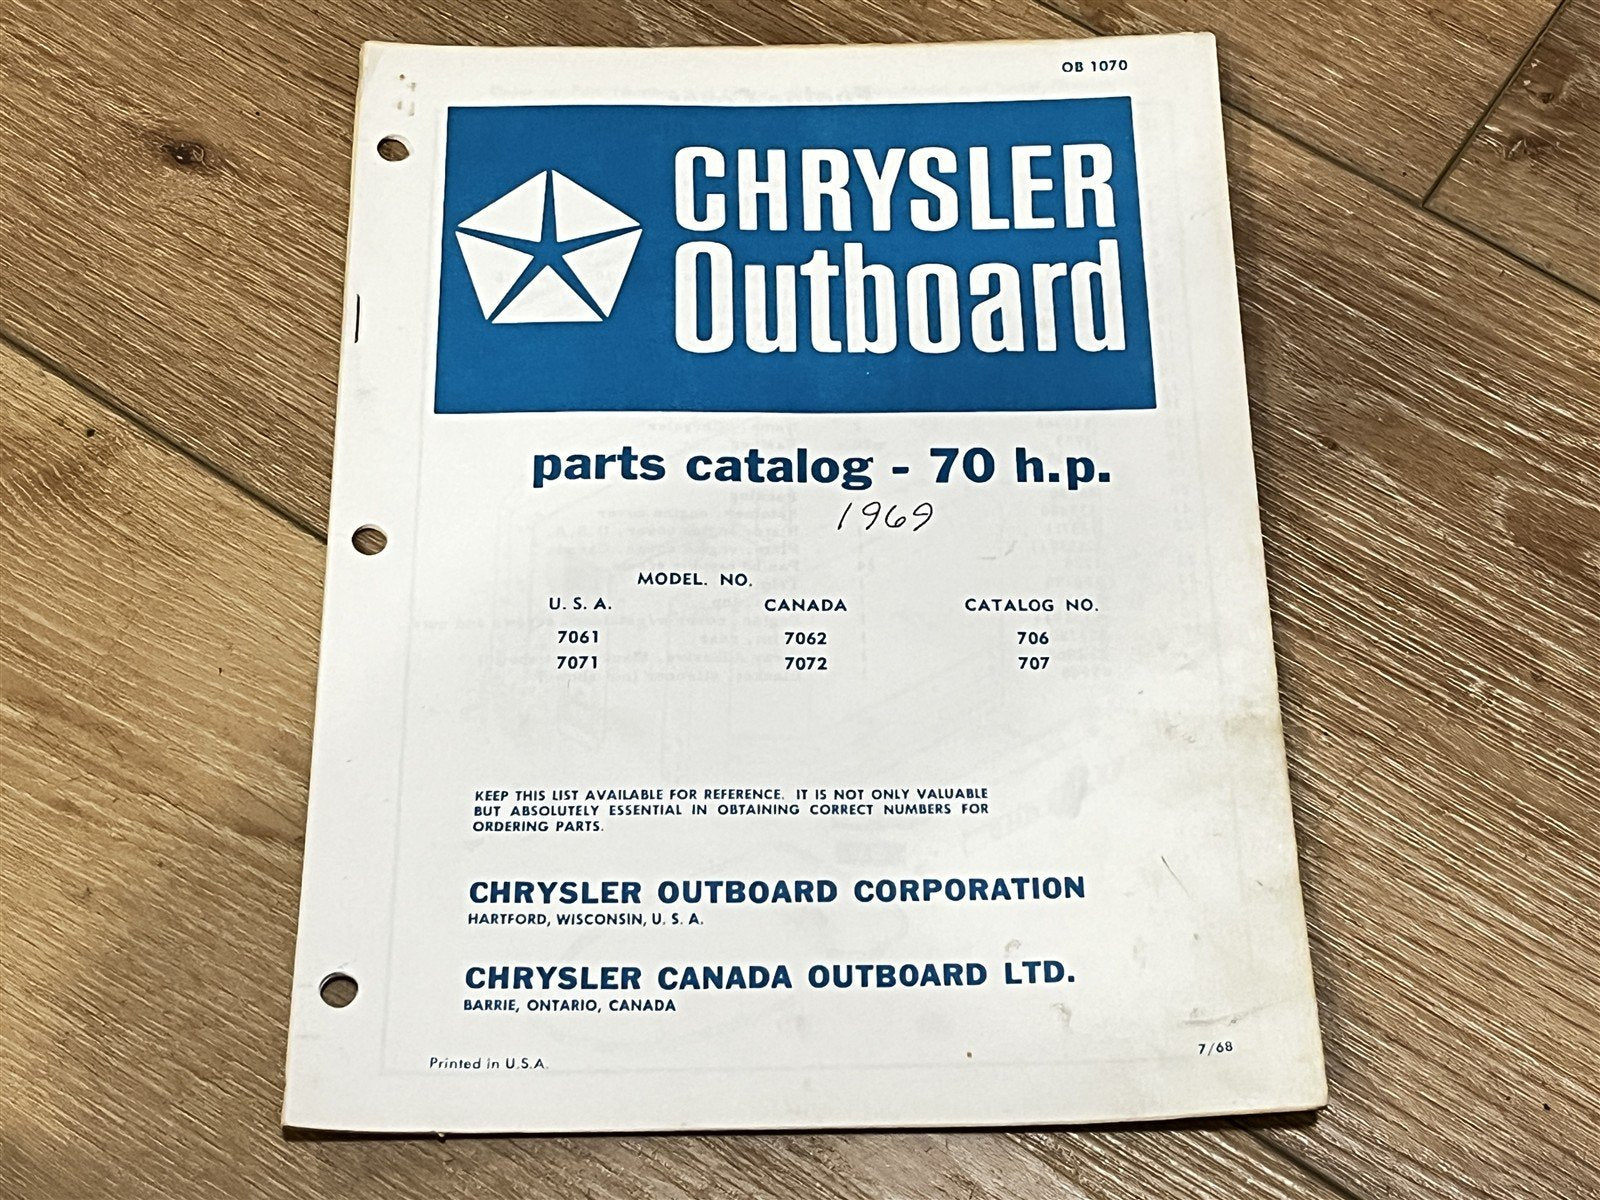 OB 1070
CHRYSLER
Outboard
parts catalog - 70 h.p.
1969
MODEL. NO.
U. S. A. CANADA CATALOG NO.
7061 7062 706
7071 7072 707
KEEP THIS LIST AVAILABLE FOR REFERENCE. IT IS NOT ONLY VALUABLE
BUT ABSOLUTELY ESSENTIAL IN OBTAINING CORRECT NUMBERS FOR
ORDERING PARTS.
CHRYSLER OUTBOARD CORPORATION
HARTFORD, WISCONSIN, U. S. A.
CHRYSLER CANADA OUTBOARD LTD.
BARRIE, ONTARIO, CANADA
Printed in U.S.A.
7/68